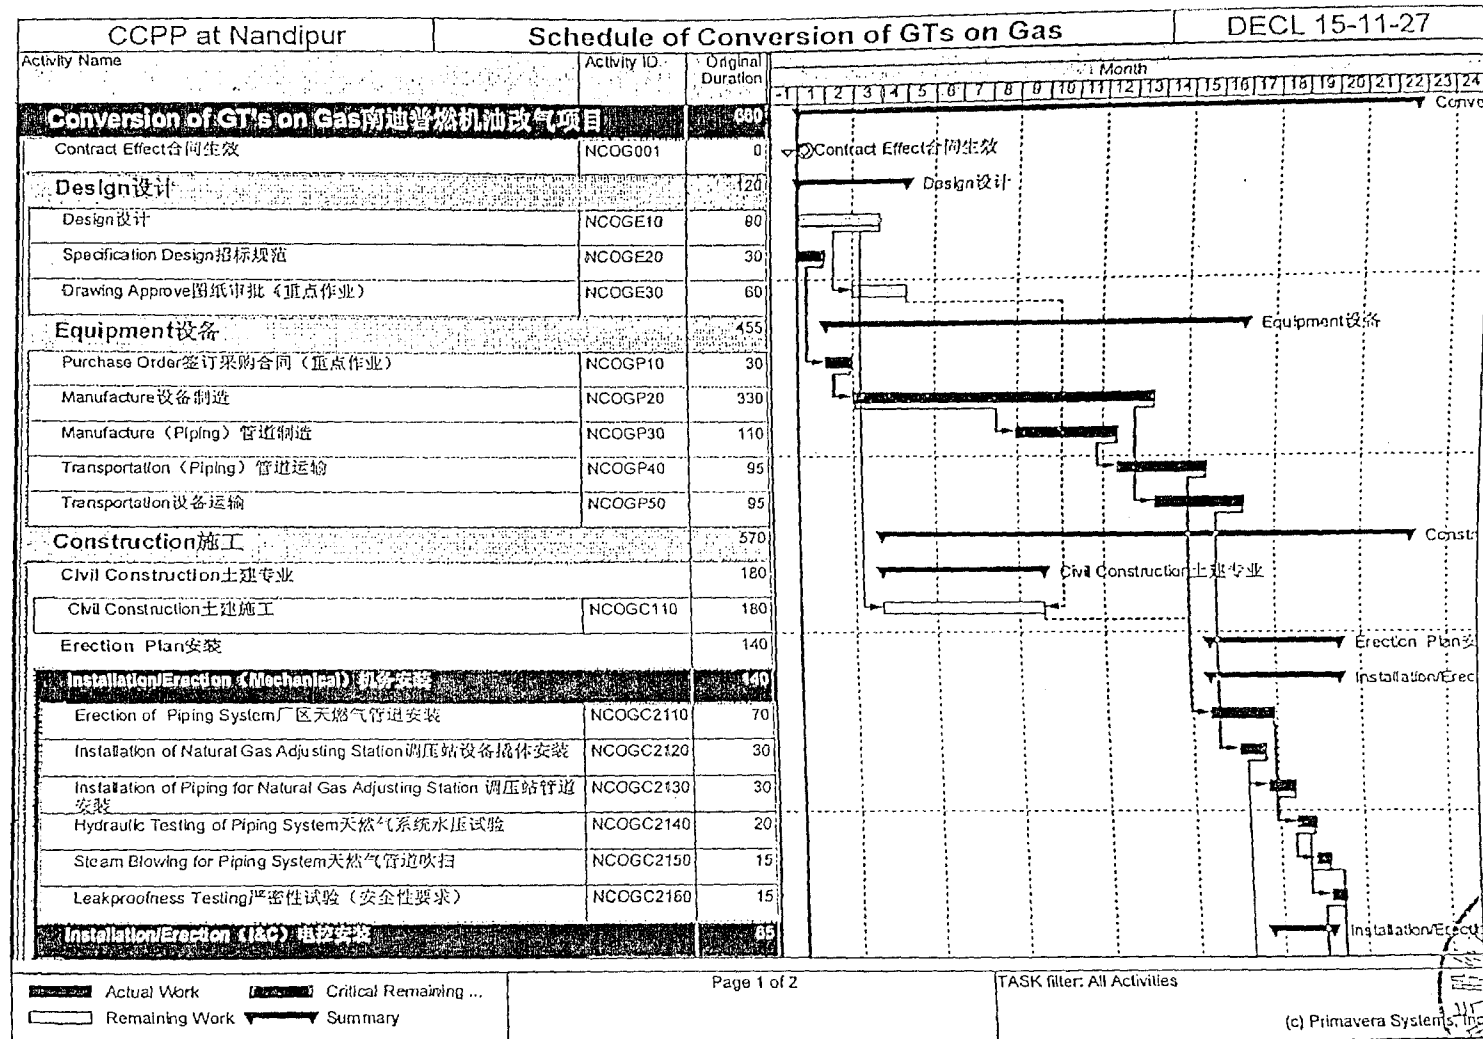 CCPP at Nandipur
Schedule of Conversion of GTs on Gas
DECL 15-11-27
Activity Name
Activity ID
Original Duration
Month
-1 1 2 3 4 5 6 7 8 9 10 11 12 13 14 15 16 17 18 19 20 21 22 23 24
Conversion of GT's on Gas南迪普燃机油改气项目 660
Conve
Contract Effect合同生效 NCOG001 0
Contract Effect合同生效
Design设计 120
Design设计
Design设计 NCOGE10 80
Specification Design招标规范 NCOGE20 30
Drawing Approve图纸审批（重点作业） NCOGE30 60
Equipment设备 455
Equipment设备
Purchase Order签订采购合同（重点作业） NCOGP10 30
Manufacture设备制造 NCOGP20 330
Manufacture（Piping）管道制造 NCOGP30 110
Transportation（Piping）管道运输 NCOGP40 95
Transportation设备运输 NCOGP50 95
Construction施工 570
Constr
Civil Construction土建专业 180
Civil Construction土建专业
Civil Construction土建施工 NCOGC110 180
Erection Plan安装 140
Erection Plan安
Installation/Erection（Mechanical）机务安装 140
Installation/Erec
Erection of Piping System厂区天燃气管道安装 NCOGC2110 70
Installation of Natural Gas Adjusting Station调压站设备撬体安装 NCOGC2120 30
Installation of Piping for Natural Gas Adjusting Station 调压站管道
安装 NCOGC2130 30
Hydraulic Testing of Piping System天然气系统水压试验 NCOGC2140 20
Steam Blowing for Piping System天然气管道吹扫 NCOGC2150 15
Leakproofness Testing严密性试验（安全性要求） NCOGC2160 15
Installation/Erection（I&C）电控安装 65
Installation/Erecti
Actual Work
Critical Remaining ...
Remaining Work
Summary
Page 1 of 2
TASK filter: All Activities
(c) Primavera Systems, Inc